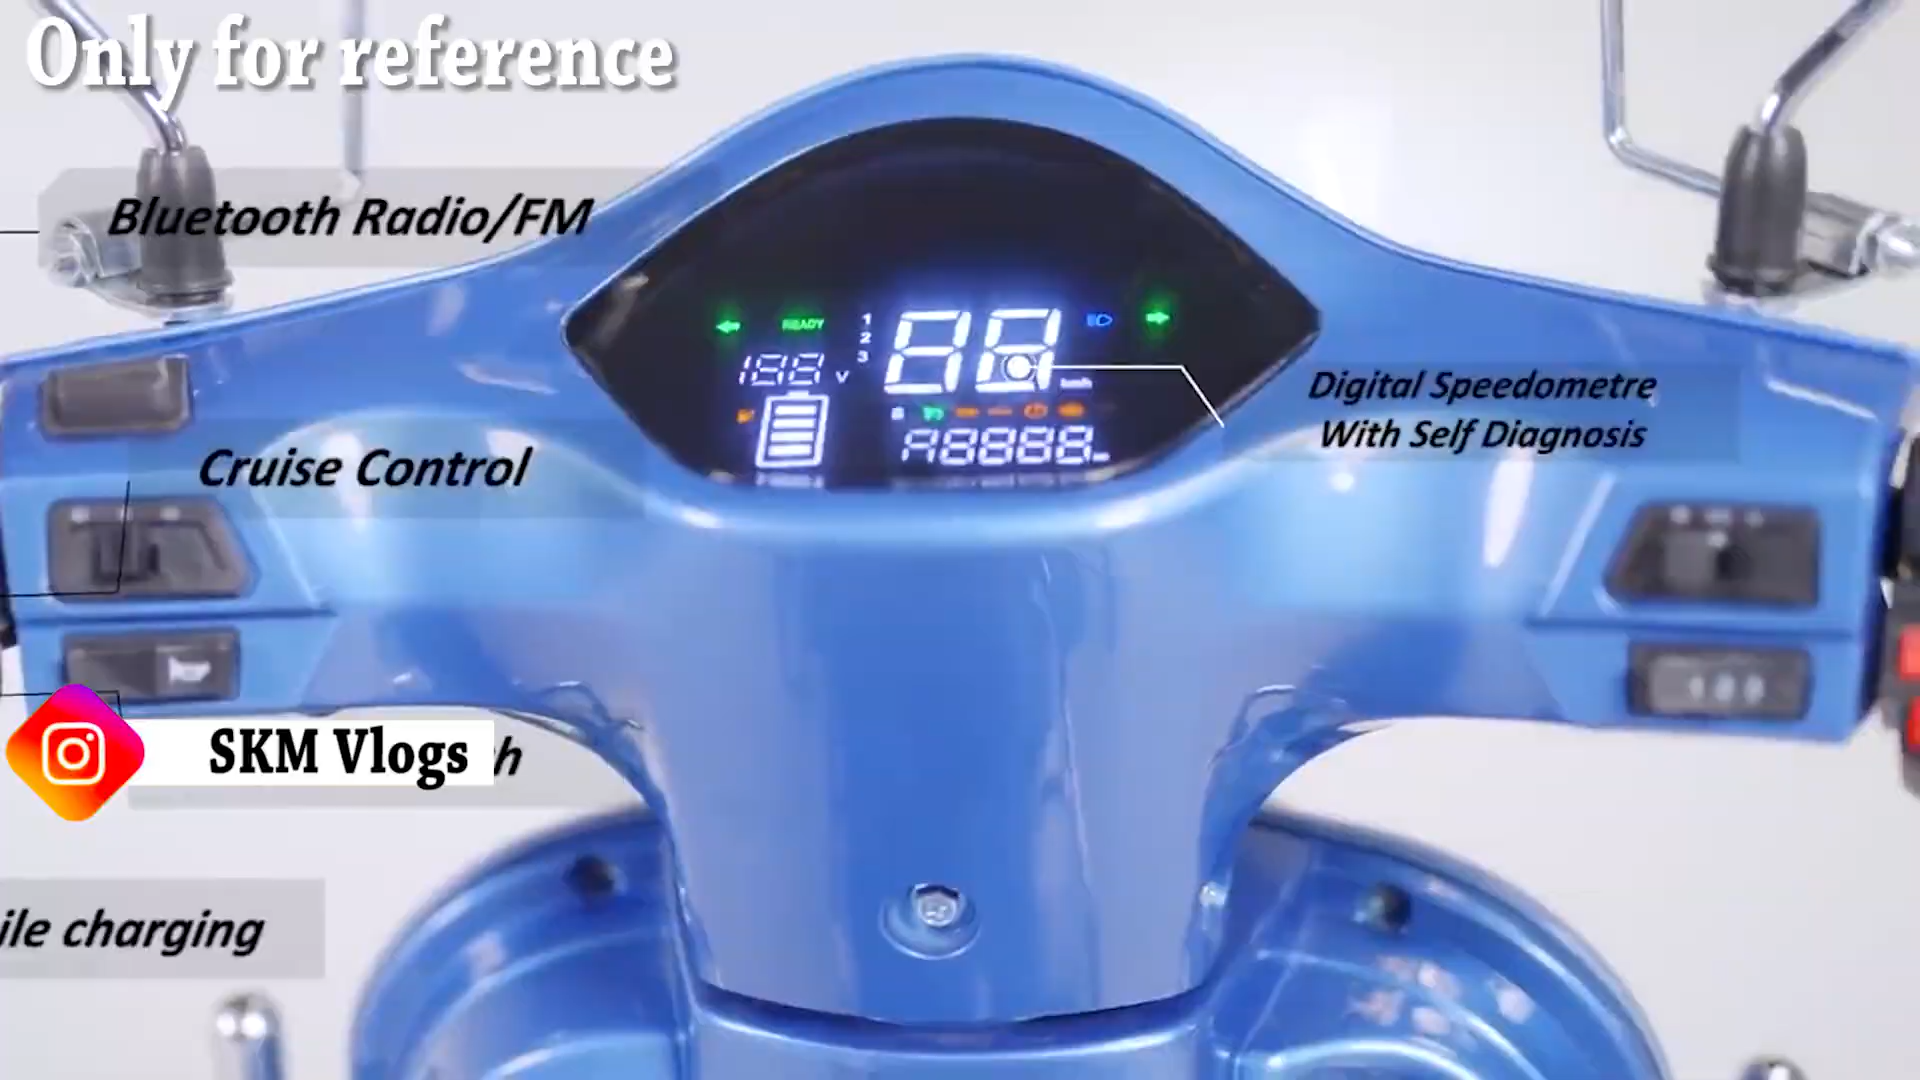 Only for reference
Bluetooth Radio/FM
READY
1
2
3
88
188 V
km/h
Digital Speedometre
With Self Diagnosis
Cruise Control
SKM Vlogs
ile charging